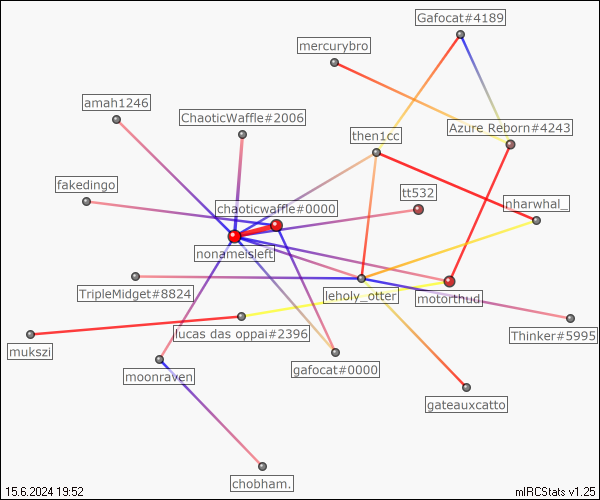 Gafocat#4189
mercurybro
amah1246
ChaoticWaffle#2006
Azure Reborn#4243
then1cc
fakedingo
tt532
nharwhal_
chaoticwaffle#0000
nonameisleft
TripleMidget#8824
leholy_otter
motorthud
lucas das oppai#2396
Thinker#5995
mukszi
moonraven
gafocat#0000
gateauxcatto
chobham.
15.6.2024 19:52
mIRCStats v1.25